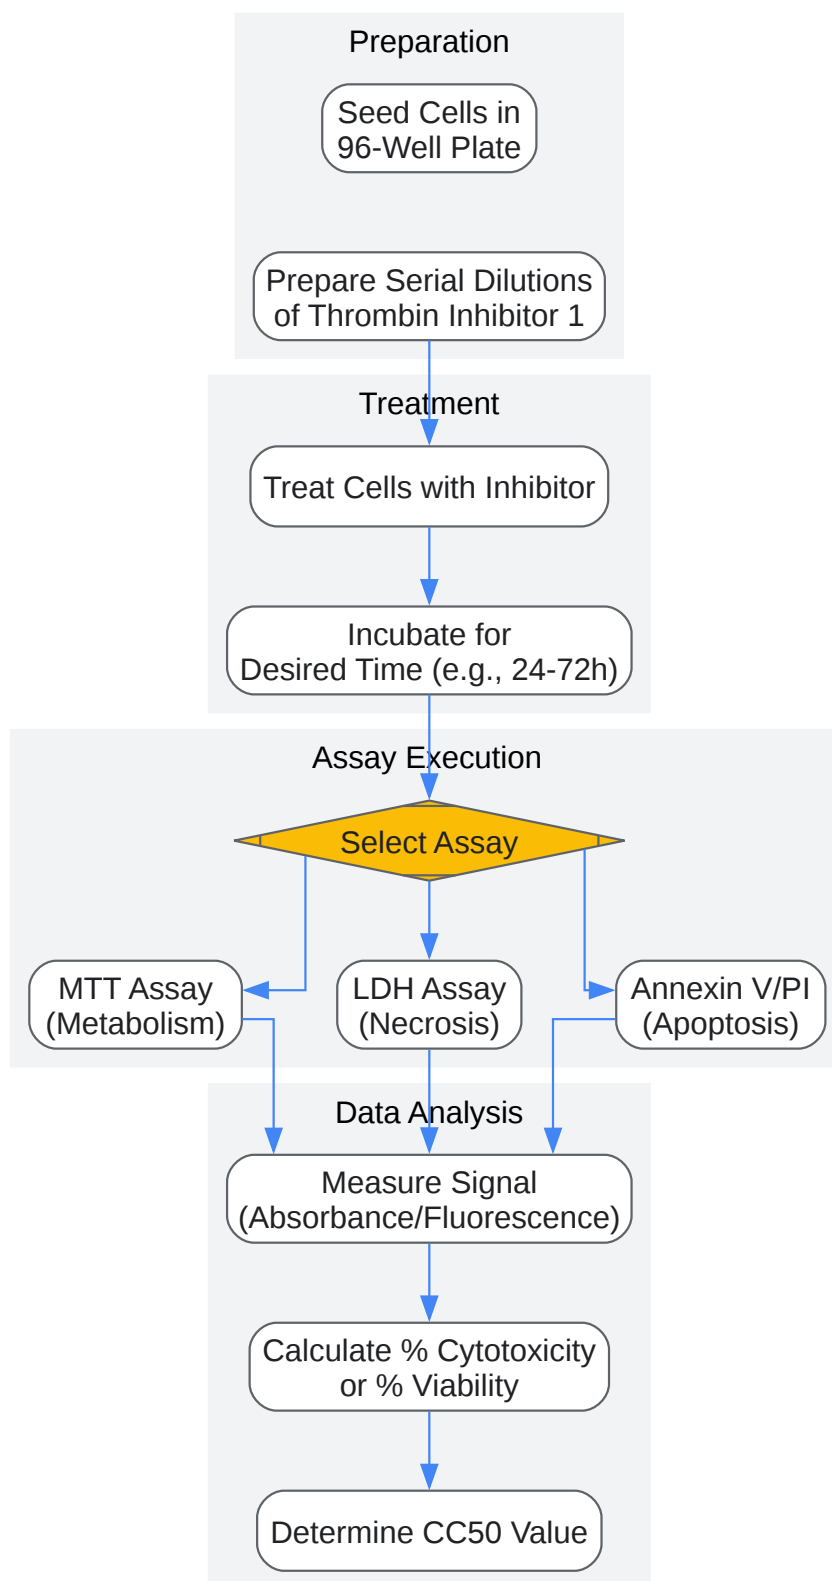 Preparation
Seed Cells in
96-Well Plate
Prepare Serial Dilutions
of Thrombin Inhibitor 1
Treatment
Treat Cells with Inhibitor
Incubate for
Desired Time (e.g., 24-72h)
Assay Execution
Select Assay
MTT Assay
(Metabolism)
LDH Assay
(Necrosis)
Annexin V/PI
(Apoptosis)
Data Analysis
Measure Signal
(Absorbance/Fluorescence)
Calculate % Cytotoxicity
or % Viability
Determine CC50 Value